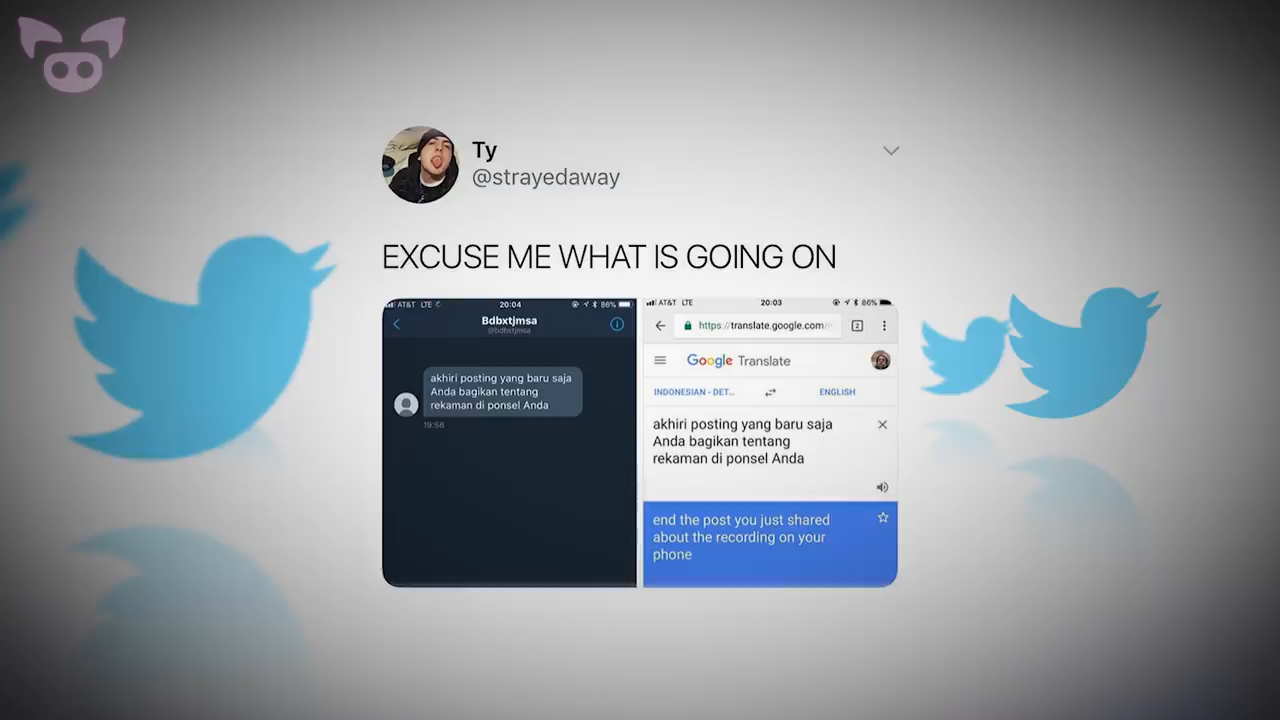 Ty
@strayedaway
EXCUSE ME WHAT IS GOING ON
AT&T LTE
20:04
86%
Bdbxtjmsa
@bdbxtjmsa
akhiri posting yang baru saja
Anda bagikan tentang
rekaman di ponsel Anda
19:56
AT&T LTE
20:03
86%
https://translate.google.com/
2
Google Translate
INDONESIAN - DET...
ENGLISH
akhiri posting yang baru saja
Anda bagikan tentang
rekaman di ponsel Anda
end the post you just shared
about the recording on your
phone